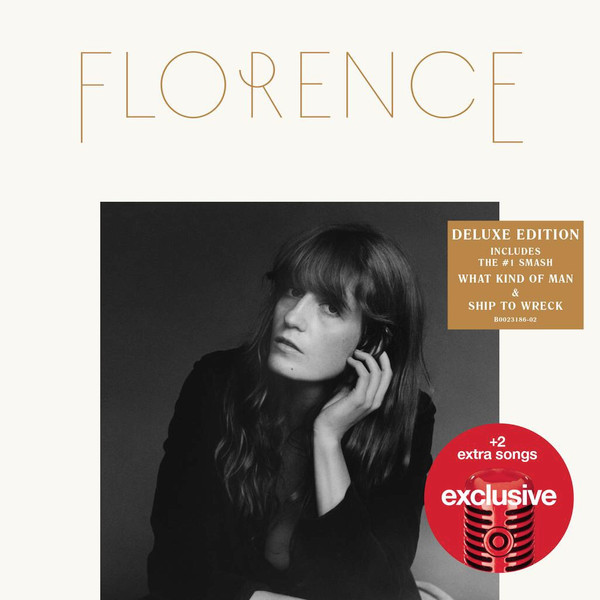 FLORENCE
DELUXE EDITION
INCLUDES
THE #1 SMASH
WHAT KIND OF MAN
&
SHIP TO WRECK
B0023186-02
+2
extra songs
exclusive